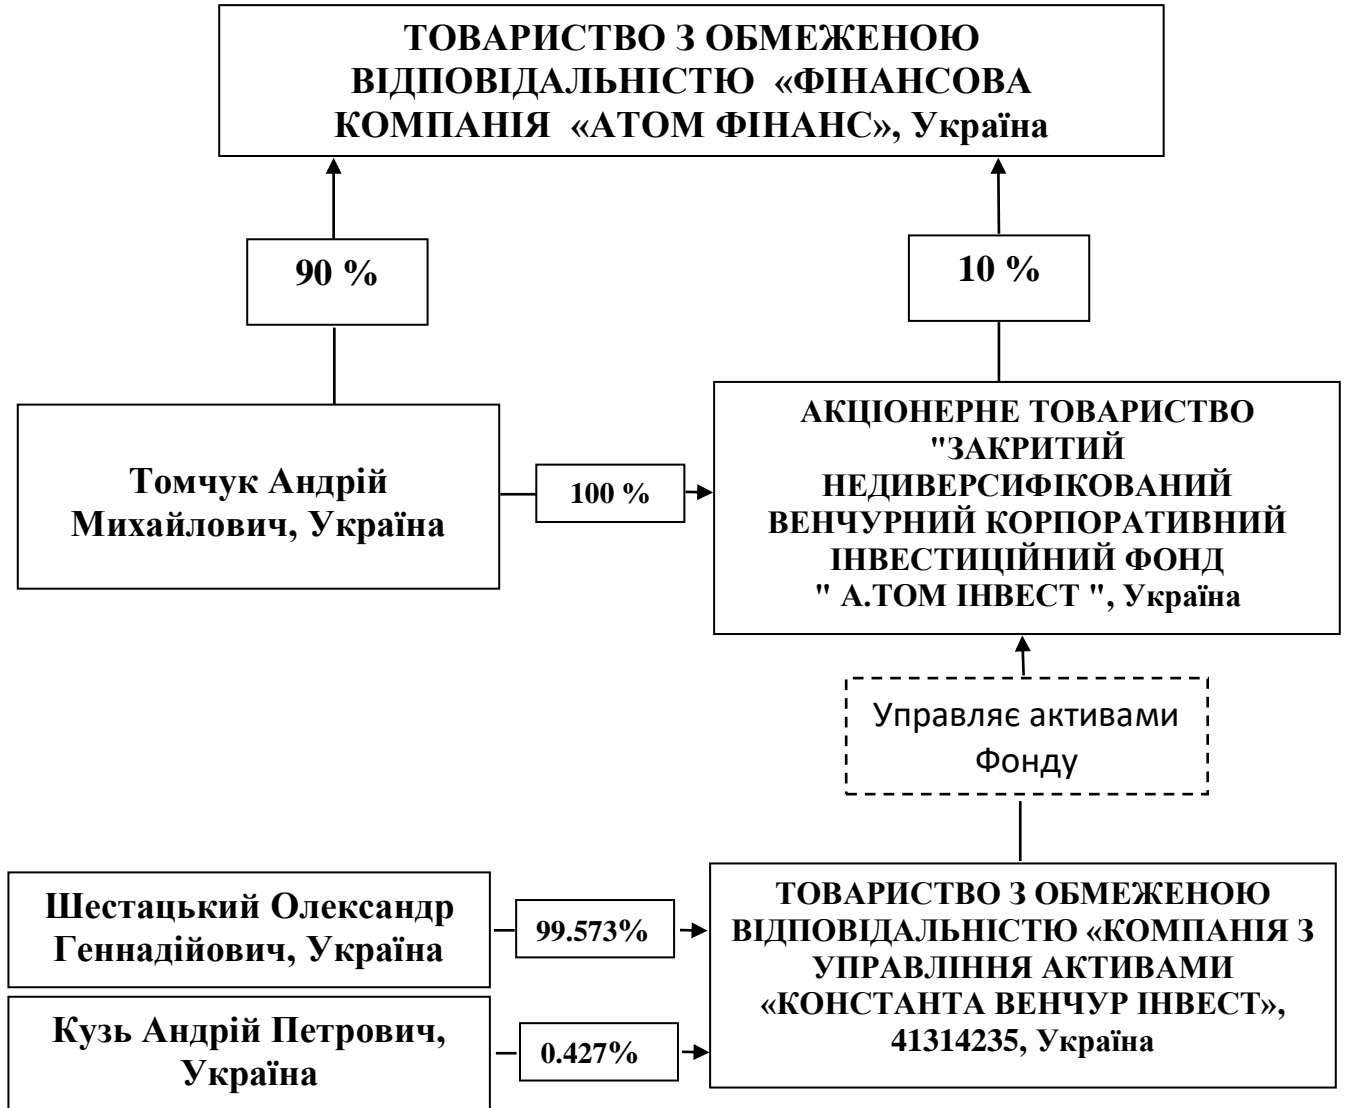 ТОВАРИСТВО З ОБМЕЖЕНОЮ
ВІДПОВІДАЛЬНІСТЮ «ФІНАНСОВА
КОМПАНІЯ «АТОМ ФІНАНС», Україна
90 %
10 %
Томчук Андрій
Михайлович, Україна
100 %
АКЦІОНЕРНЕ ТОВАРИСТВО
"ЗАКРИТИЙ
НЕДИВЕРСИФІКОВАНИЙ
ВЕНЧУРНИЙ КОРПОРАТИВНИЙ
ІНВЕСТИЦІЙНИЙ ФОНД
" А.ТОМ ІНВЕСТ ", Україна
Управляє активами
Фонду
Шестацький Олександр
Геннадійович, Україна
99.573%
Кузь Андрій Петрович,
Україна
0.427%
ТОВАРИСТВО З ОБМЕЖЕНОЮ
ВІДПОВІДАЛЬНІСТЮ «КОМПАНІЯ З
УПРАВЛІННЯ АКТИВАМИ
«КОНСТАНТА ВЕНЧУР ІНВЕСТ»,
41314235, Україна